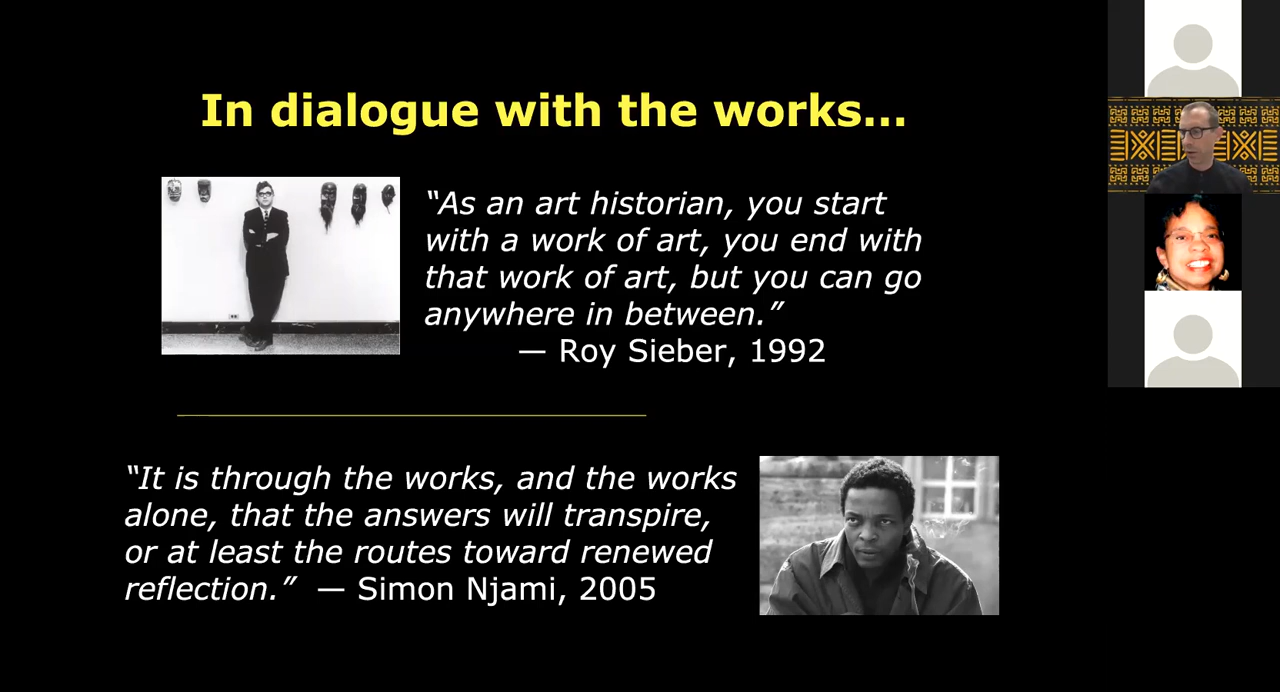 In dialogue with the works...
“As an art historian, you start
with a work of art, you end with
that work of art, but you can go
anywhere in between.”
— Roy Sieber, 1992
“It is through the works, and the works
alone, that the answers will transpire,
or at least the routes toward renewed
reflection.” — Simon Njami, 2005